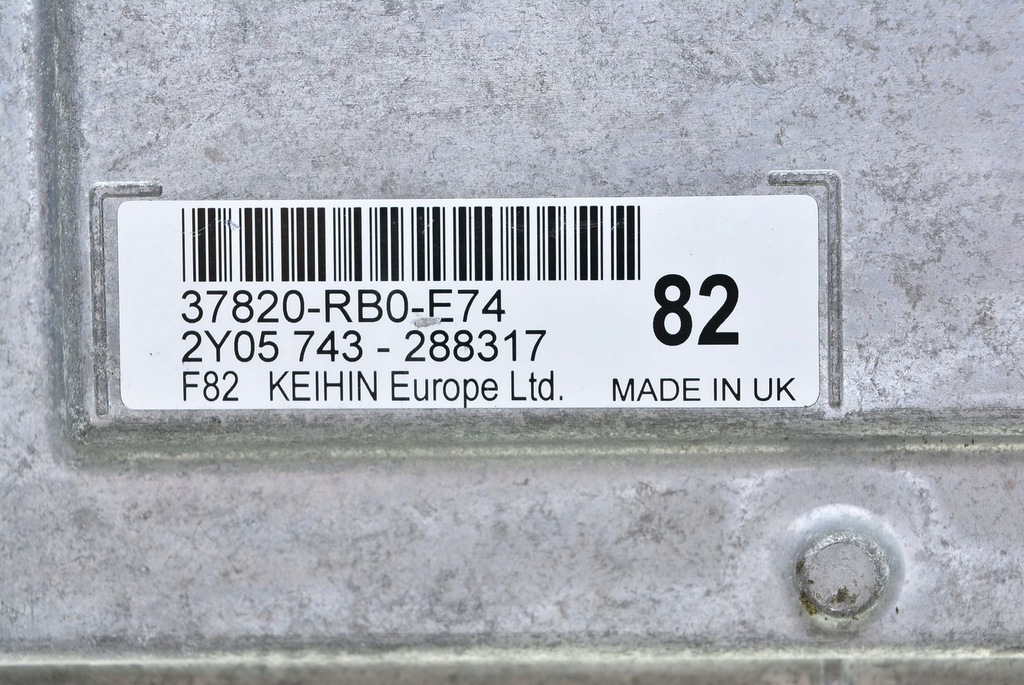 37820-RB0-E74
82
2Y05 743 - 288317
F82 KEIHIN Europe Ltd. MADE IN UK